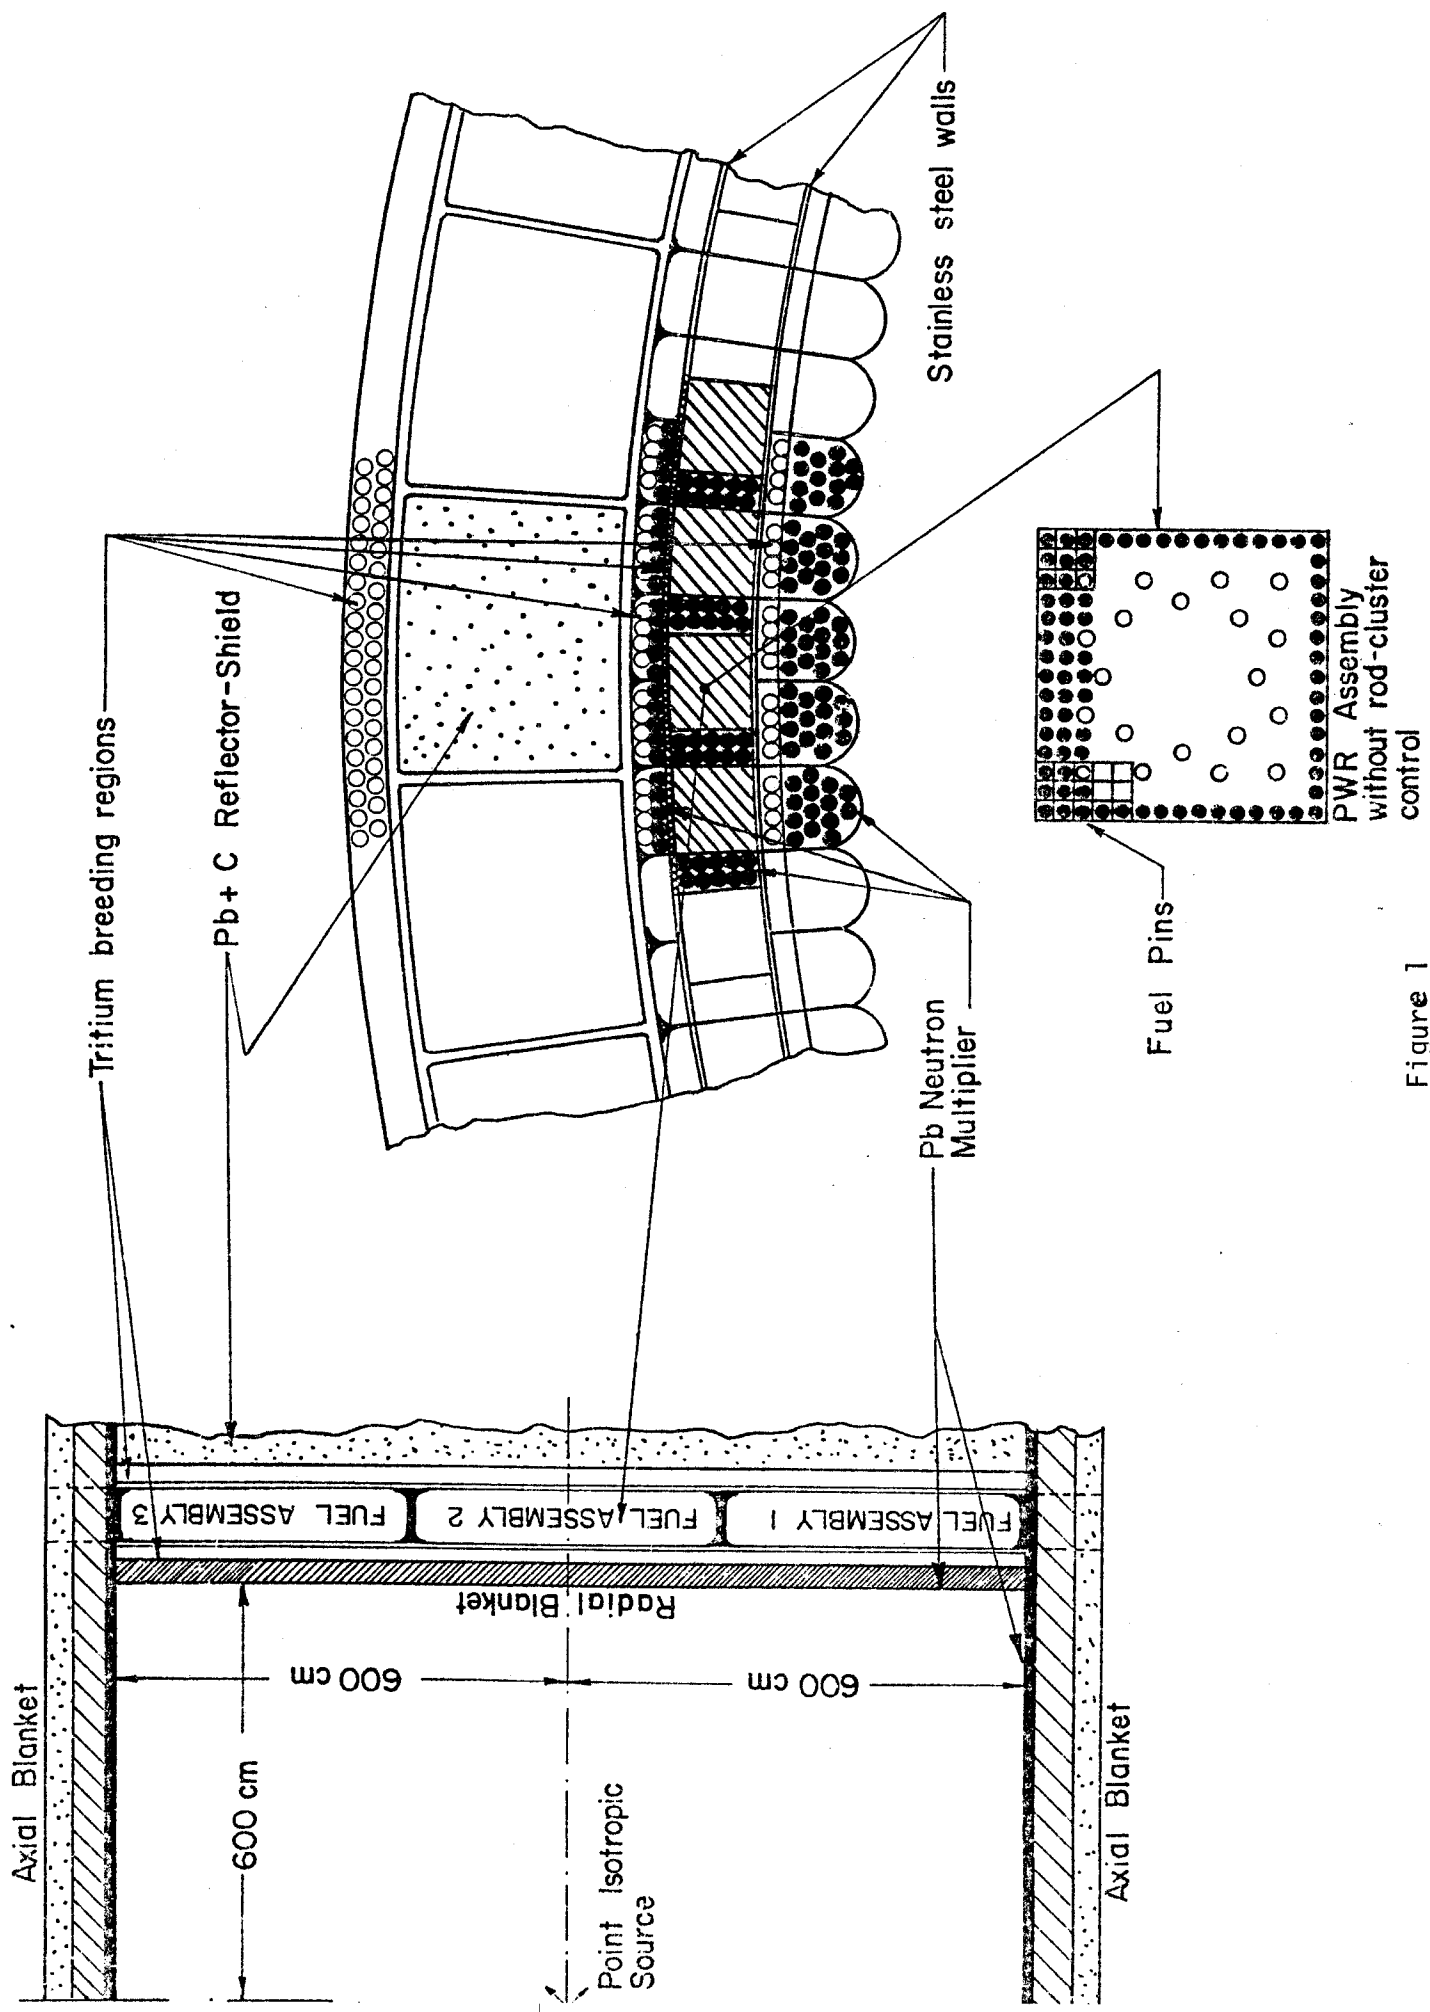 Axial Blanket
600 cm
Point Isotropic
Source
600 cm
600 cm
Radial Blanket
FUEL ASSEMBLY 3
FUEL ASSEMBLY 2
FUEL ASSEMBLY 1
Axial Blanket
Tritium breeding regions
Pb + C Reflector-Shield
Pb Neutron
Multiplier
Stainless steel walls
Fuel Pins
PWR Assembly
without rod-cluster
control
Figure 1